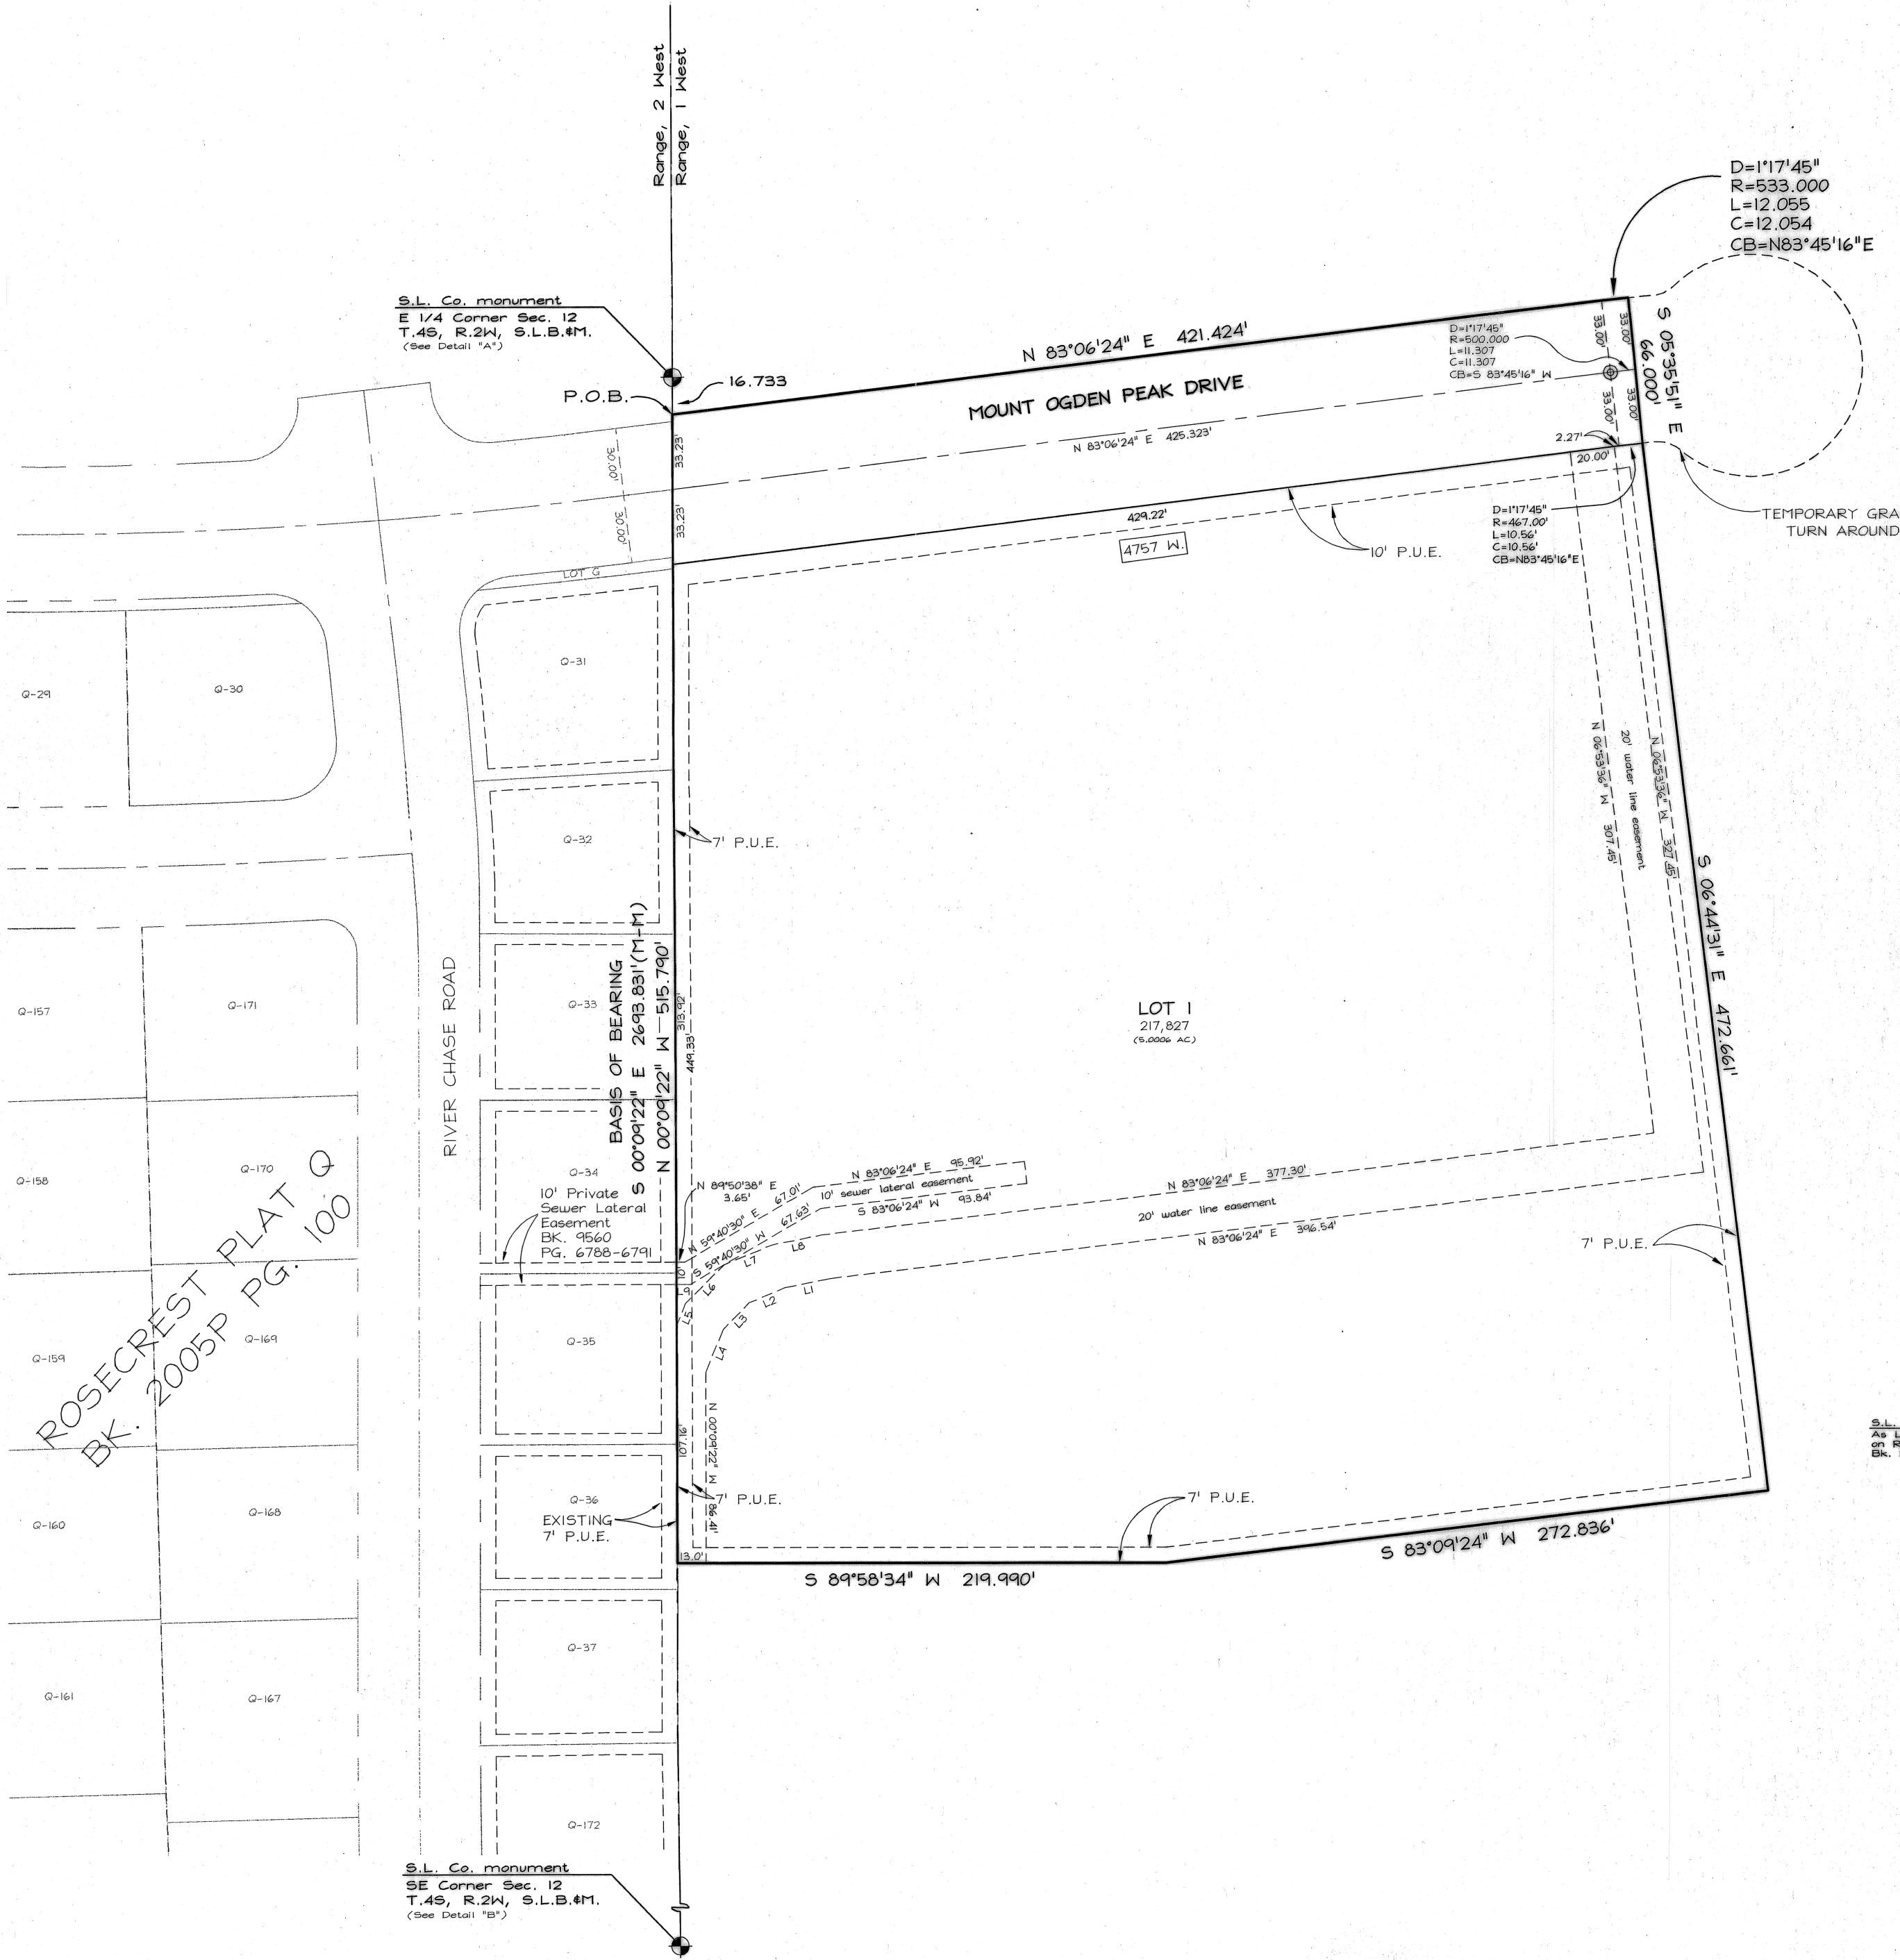 Range, 2 West
Range, 1 West
D=1°17'45"
R=533.000
L=12.055
C=12.054
CB=N83°45'16"E
S.L. Co. monument
E 1/4 Corner Sec. 12
T.4S, R.2W, S.L.B.&M.
(See Detail "A")
P.O.B.
16.733
N 83°06'24" E 421.424'
MOUNT OGDEN PEAK DRIVE
N 83°06'24" E 425.323'
D=1°17'45"
R=500.000
L=11.307
C=11.307
CB=S 83°45'16" W
33.00'
33.00'
33.00'
33.00'
S 05°35'51" E
66.000'
2.27'
20.00'
33.23'
33.23'
30.00'
30.00'
429.22'
4757 W.
10' P.U.E.
D=1°17'45"
R=467.00'
L=10.56'
C=10.56'
CB=N83°45'16"E
TEMPORARY GRA
TURN AROUND
LOT G
Q-31
Q-29
Q-30
Q-32
7' P.U.E.
N 06°53'36" W 307.45'
20' water line easement
N 06°53'36" W 327.45'
S 06°44'31" E 472.661'
RIVER CHASE ROAD
Q-157
Q-171
Q-33
BASIS OF BEARING
S 00°09'22" E 2693.831'(M-M)
N 00°09'22" W 515.790'
313.92'
449.33'
LOT 1
217,827
(5.0006 AC)
Q-158
Q-170
Q-34
10' Private
Sewer Lateral
Easement
BK. 9560
PG. 6788-6791
N 89°50'38" E
3.65'
N 59°40'30" E 67.01'
N 83°06'24" E 95.92'
10' sewer lateral easement
S 83°06'24" W 93.84'
S 59°40'30" W 67.63'
N 83°06'24" E 377.30'
20' water line easement
N 83°06'24" E 396.54'
10'
L9
L5
L6
L7
L8
L1
L2
L3
L4
7' P.U.E.
ROSECREST PLAT Q
BK. 2005P PG. 100
Q-159
Q-169
Q-35
107.16'
N 00°09'22" W 86.41'
Q-160
Q-168
Q-36
EXISTING
7' P.U.E.
7' P.U.E.
7' P.U.E.
13.0'
S 89°58'34" W 219.990'
S 83°09'24" W 272.836'
S.L.
As L
on R
Bk.
Q-37
Q-161
Q-167
Q-172
S.L. Co. monument
SE Corner Sec. 12
T.4S, R.2W, S.L.B.&M.
(See Detail "B")